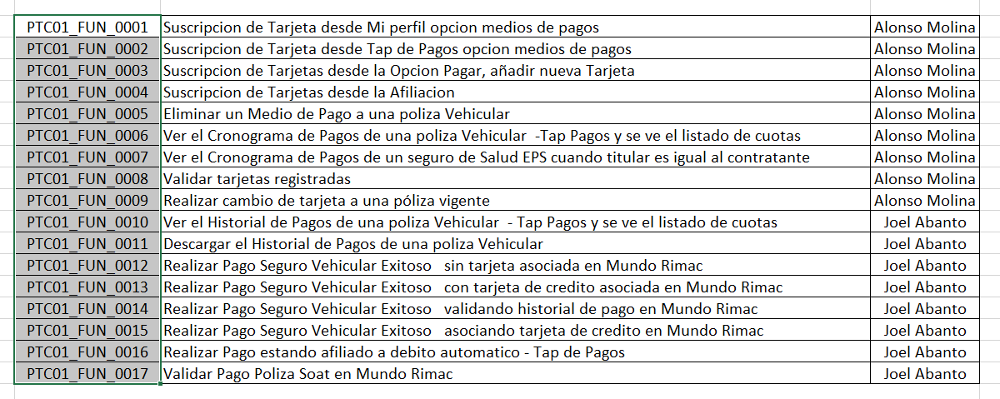 PTC01_FUN_0001 Suscripcion de Tarjeta desde Mi perfil opcion medios de pagos Alonso Molina
PTC01_FUN_0002 Suscripcion de Tarjeta desde Tap de Pagos opcion medios de pagos Alonso Molina
PTC01_FUN_0003 Suscripcion de Tarjetas desde la Opcion Pagar, añadir nueva Tarjeta Alonso Molina
PTC01_FUN_0004 Suscripcion de Tarjetas desde la Afiliacion Alonso Molina
PTC01_FUN_0005 Eliminar un Medio de Pago a una poliza Vehicular Alonso Molina
PTC01_FUN_0006 Ver el Cronograma de Pagos de una poliza Vehicular  -Tap Pagos y se ve el listado de cuotas Alonso Molina
PTC01_FUN_0007 Ver el Cronograma de Pagos de un seguro de Salud EPS cuando titular es igual al contratante Alonso Molina
PTC01_FUN_0008 Validar tarjetas registradas Alonso Molina
PTC01_FUN_0009 Realizar cambio de tarjeta a una póliza vigente Alonso Molina
PTC01_FUN_0010 Ver el Historial de Pagos de una poliza Vehicular  - Tap Pagos y se ve el listado de cuotas Joel Abanto
PTC01_FUN_0011 Descargar el Historial de Pagos de una poliza Vehicular Joel Abanto
PTC01_FUN_0012 Realizar Pago Seguro Vehicular Exitoso   sin tarjeta asociada en Mundo Rimac Joel Abanto
PTC01_FUN_0013 Realizar Pago Seguro Vehicular Exitoso   con tarjeta de credito asociada en Mundo Rimac Joel Abanto
PTC01_FUN_0014 Realizar Pago Seguro Vehicular Exitoso   validando historial de pago en Mundo Rimac Joel Abanto
PTC01_FUN_0015 Realizar Pago Seguro Vehicular Exitoso   asociando tarjeta de credito en Mundo Rimac Joel Abanto
PTC01_FUN_0016 Realizar Pago estando afiliado a debito automatico - Tap de Pagos Joel Abanto
PTC01_FUN_0017 Validar Pago Poliza Soat en Mundo Rimac Joel Abanto